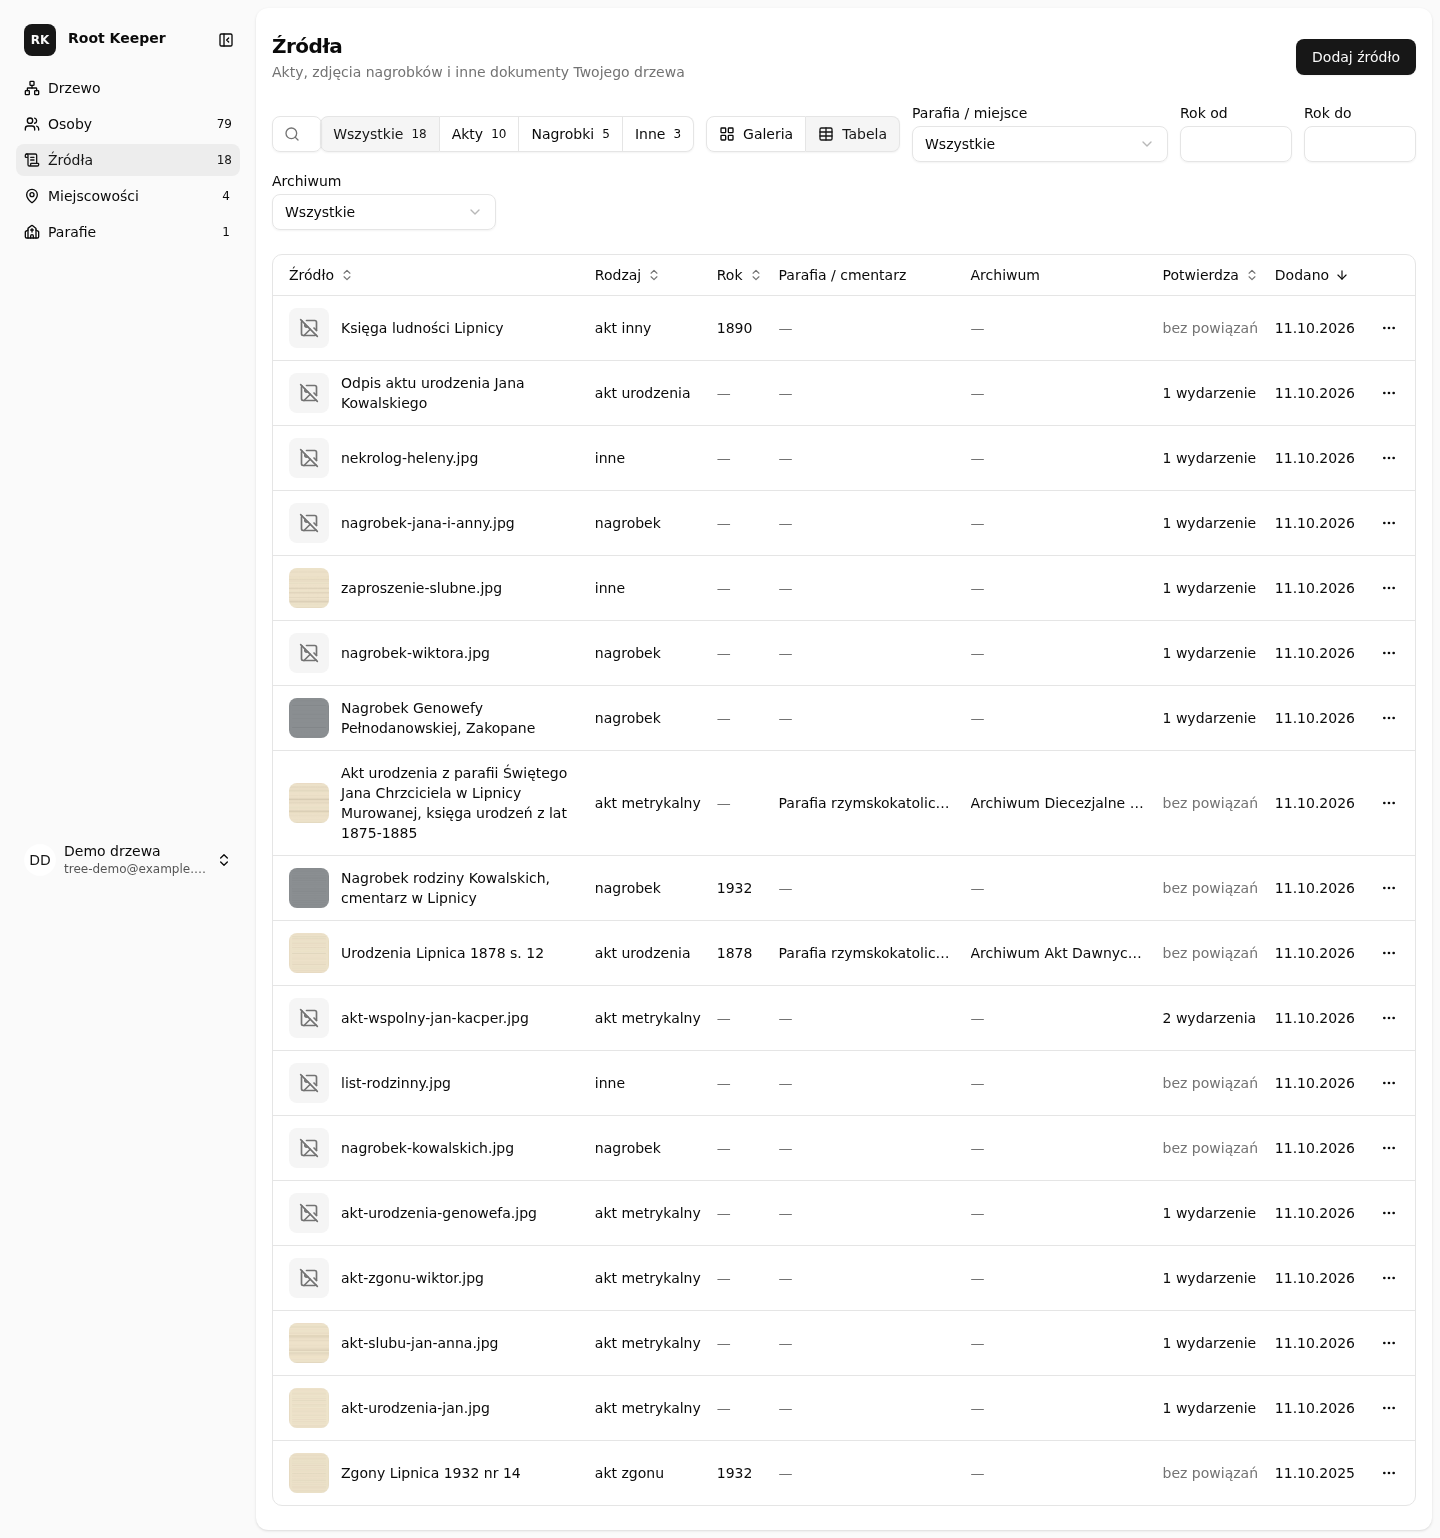 RK Root Keeper
Drzewo
Osoby 79
Źródła 18
Miejscowości 4
Parafie 1
DD Demo drzewa
tree-demo@example.…
Źródła
Akty, zdjęcia nagrobków i inne dokumenty Twojego drzewa
Dodaj źródło
Wszystkie 18 Akty 10 Nagrobki 5 Inne 3 Galeria Tabela
Parafia / miejsce
Wszystkie
Rok od
Rok do
Archiwum
Wszystkie
Źródło Rodzaj Rok Parafia / cmentarz Archiwum Potwierdza Dodano
Księga ludności Lipnicy akt inny 1890 — — bez powiązań 11.10.2026
Odpis aktu urodzenia Jana
Kowalskiego akt urodzenia — — — 1 wydarzenie 11.10.2026
nekrolog-heleny.jpg inne — — — 1 wydarzenie 11.10.2026
nagrobek-jana-i-anny.jpg nagrobek — — — 1 wydarzenie 11.10.2026
zaproszenie-slubne.jpg inne — — — 1 wydarzenie 11.10.2026
nagrobek-wiktora.jpg nagrobek — — — 1 wydarzenie 11.10.2026
Nagrobek Genowefy
Pełnodanowskiej, Zakopane nagrobek — — — 1 wydarzenie 11.10.2026
Akt urodzenia z parafii Świętego
Jana Chrzciciela w Lipnicy
Murowanej, księga urodzeń z lat
1875-1885 akt metrykalny — Parafia rzymskokatolic… Archiwum Diecezjalne … bez powiązań 11.10.2026
Nagrobek rodziny Kowalskich,
cmentarz w Lipnicy nagrobek 1932 — — bez powiązań 11.10.2026
Urodzenia Lipnica 1878 s. 12 akt urodzenia 1878 Parafia rzymskokatolic… Archiwum Akt Dawnyc… bez powiązań 11.10.2026
akt-wspolny-jan-kacper.jpg akt metrykalny — — — 2 wydarzenia 11.10.2026
list-rodzinny.jpg inne — — — bez powiązań 11.10.2026
nagrobek-kowalskich.jpg nagrobek — — — bez powiązań 11.10.2026
akt-urodzenia-genowefa.jpg akt metrykalny — — — 1 wydarzenie 11.10.2026
akt-zgonu-wiktor.jpg akt metrykalny — — — 1 wydarzenie 11.10.2026
akt-slubu-jan-anna.jpg akt metrykalny — — — 1 wydarzenie 11.10.2026
akt-urodzenia-jan.jpg akt metrykalny — — — 1 wydarzenie 11.10.2026
Zgony Lipnica 1932 nr 14 akt zgonu 1932 — — bez powiązań 11.10.2025